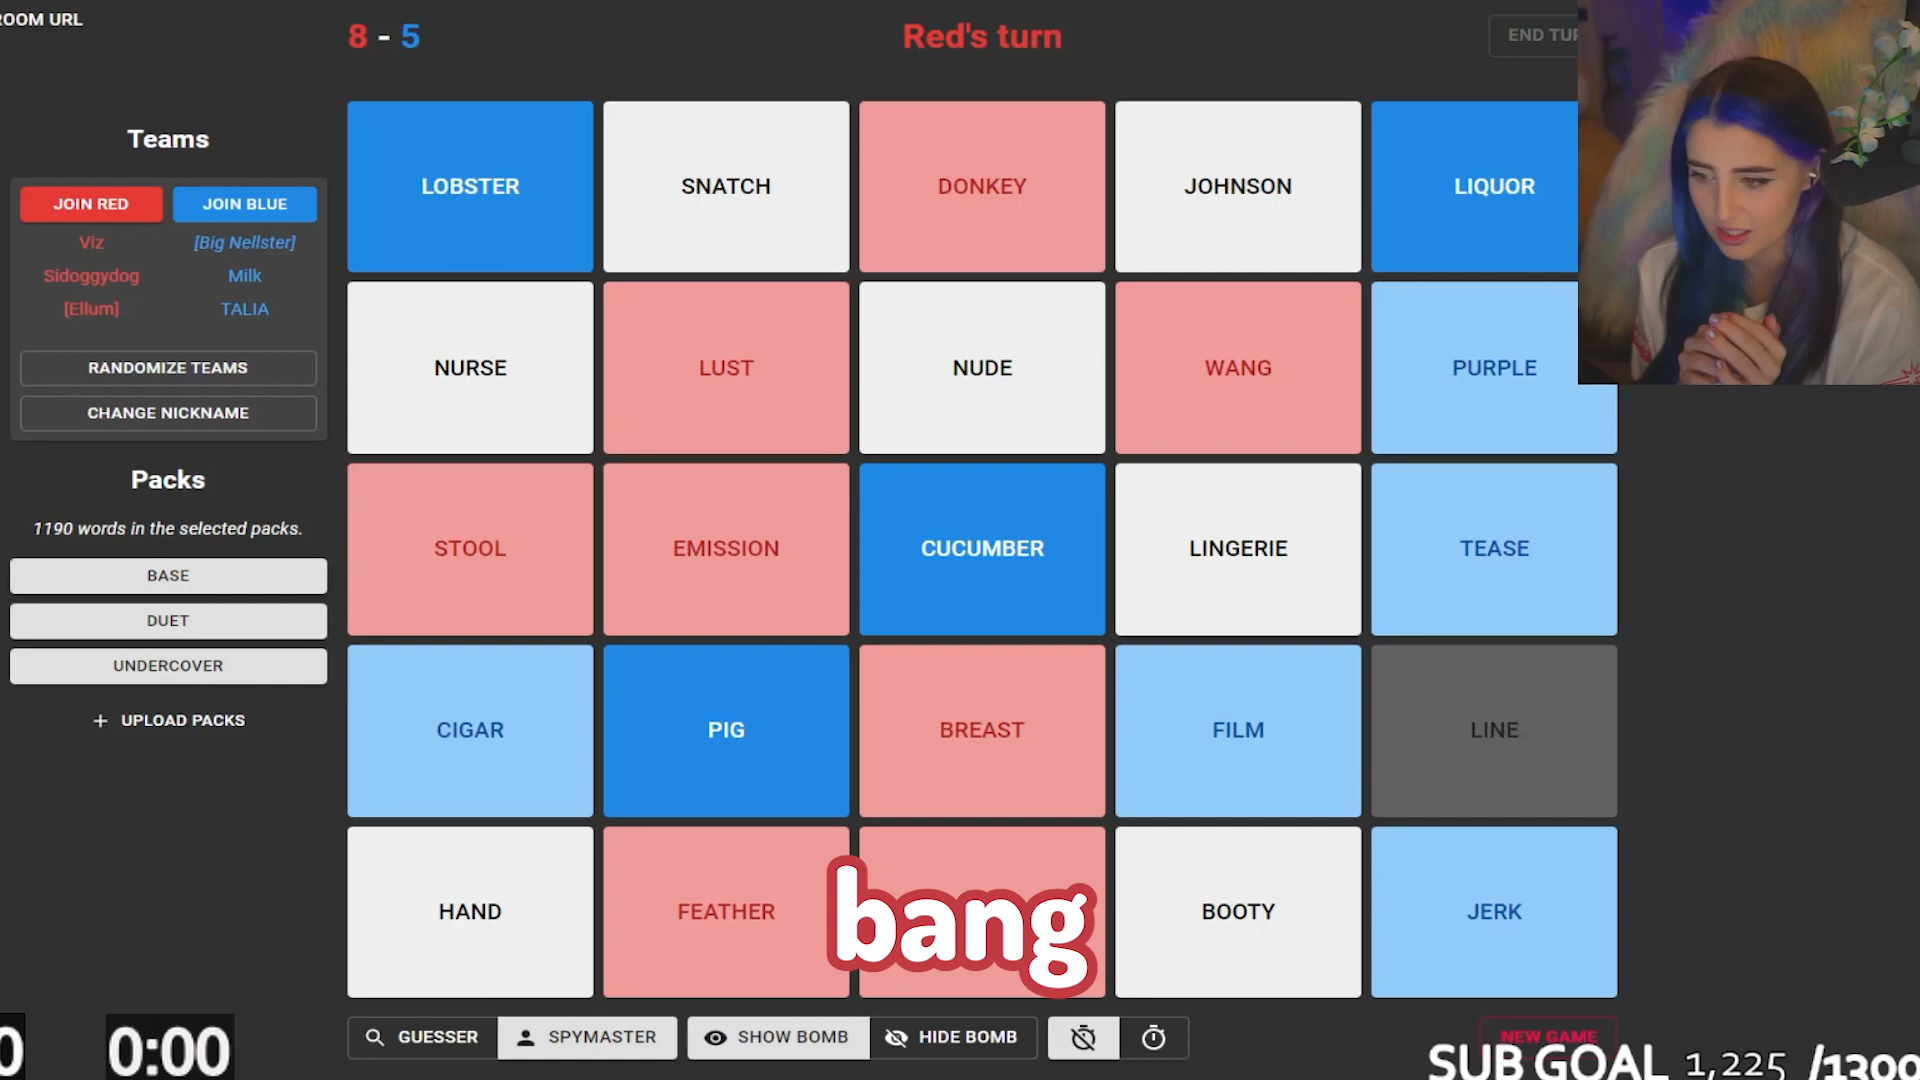 ROOM URL
8 - 5
Red's turn
END TUR
Teams
JOIN RED
JOIN BLUE
Viz
[Big Nellster]
Sidoggydog
Milk
[Ellum]
TALIA
RANDOMIZE TEAMS
CHANGE NICKNAME
Packs
1190 words in the selected packs.
BASE
DUET
UNDERCOVER
+ UPLOAD PACKS
LOBSTER
SNATCH
DONKEY
JOHNSON
LIQUOR
NURSE
LUST
NUDE
WANG
PURPLE
STOOL
EMISSION
CUCUMBER
LINGERIE
TEASE
CIGAR
PIG
BREAST
FILM
LINE
HAND
FEATHER
bang
BOOTY
JERK
GUESSER
SPYMASTER
SHOW BOMB
HIDE BOMB
NEW GAME
0
0:00
SUB GOAL 1,225 /1300